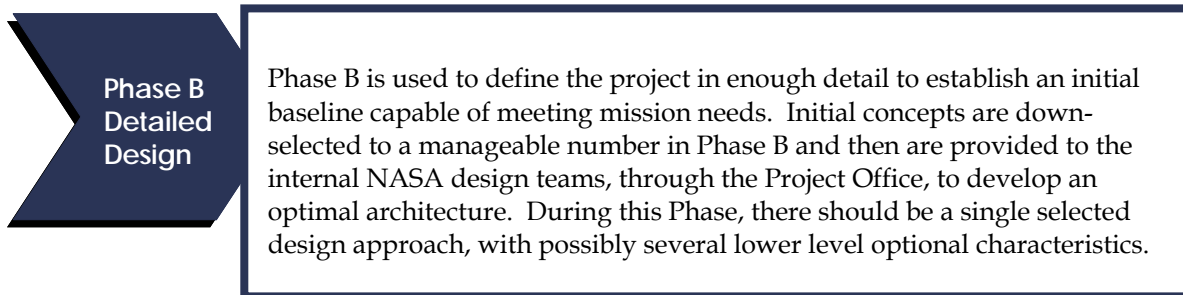 Phase B
Detailed
Design
Phase B is used to define the project in enough detail to establish an initial
baseline capable of meeting mission needs.  Initial concepts are down-
selected to a manageable number in Phase B and then are provided to the
internal NASA design teams, through the Project Office, to develop an
optimal architecture.  During this Phase, there should be a single selected
design approach, with possibly several lower level optional characteristics.